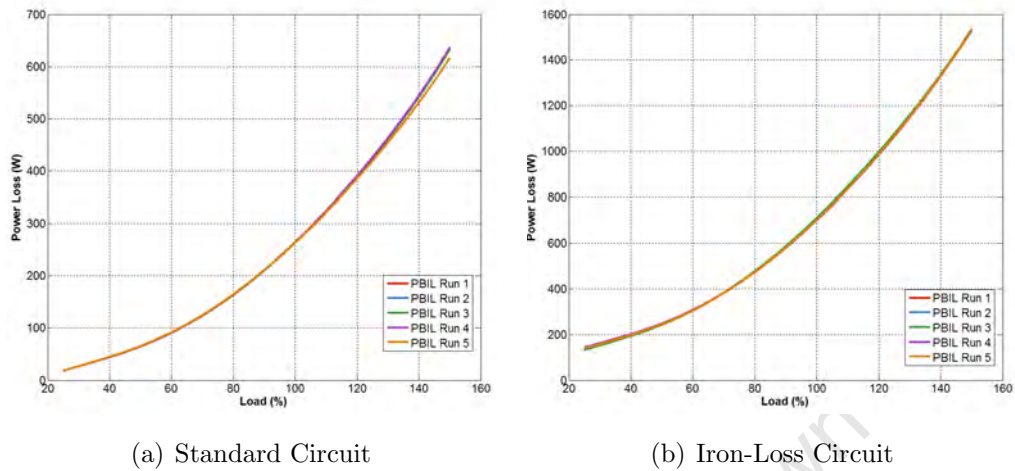 700
600
500
400
300
200
100
0
20 40 60 80 100 120 140 160
Power Loss (W)
Load (%)
PBIL Run 1
PBIL Run 2
PBIL Run 3
PBIL Run 4
PBIL Run 5
(a) Standard Circuit
1600
1400
1200
1000
800
600
400
200
0
20 40 60 80 100 120 140 160
Power Loss (W)
Load (%)
PBIL Run 1
PBIL Run 2
PBIL Run 3
PBIL Run 4
PBIL Run 5
(b) Iron-Loss Circuit